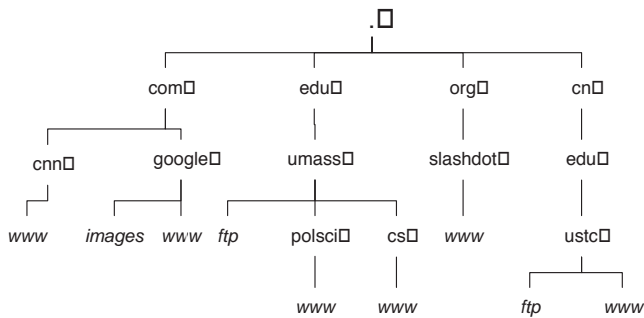 .□
com□ edu□ org□ cn□
cnn□ google□ umass□ slashdot□ edu□
www images www ftp polsci□ cs□ www ustc□
www www ftp www